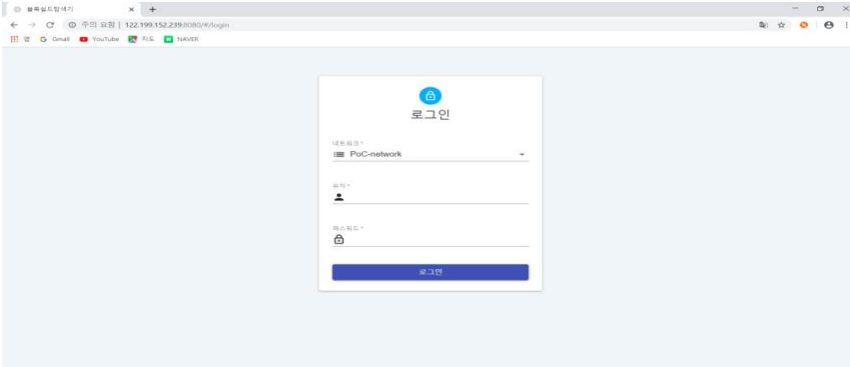 블록쉴드탐색기
주의 요함 | 122.199.152.239:8080/#/login
앱 Gmail YouTube 지도 NAVER
로그인
네트워크 *
PoC-network
유저 *
패스워드 *
로그인